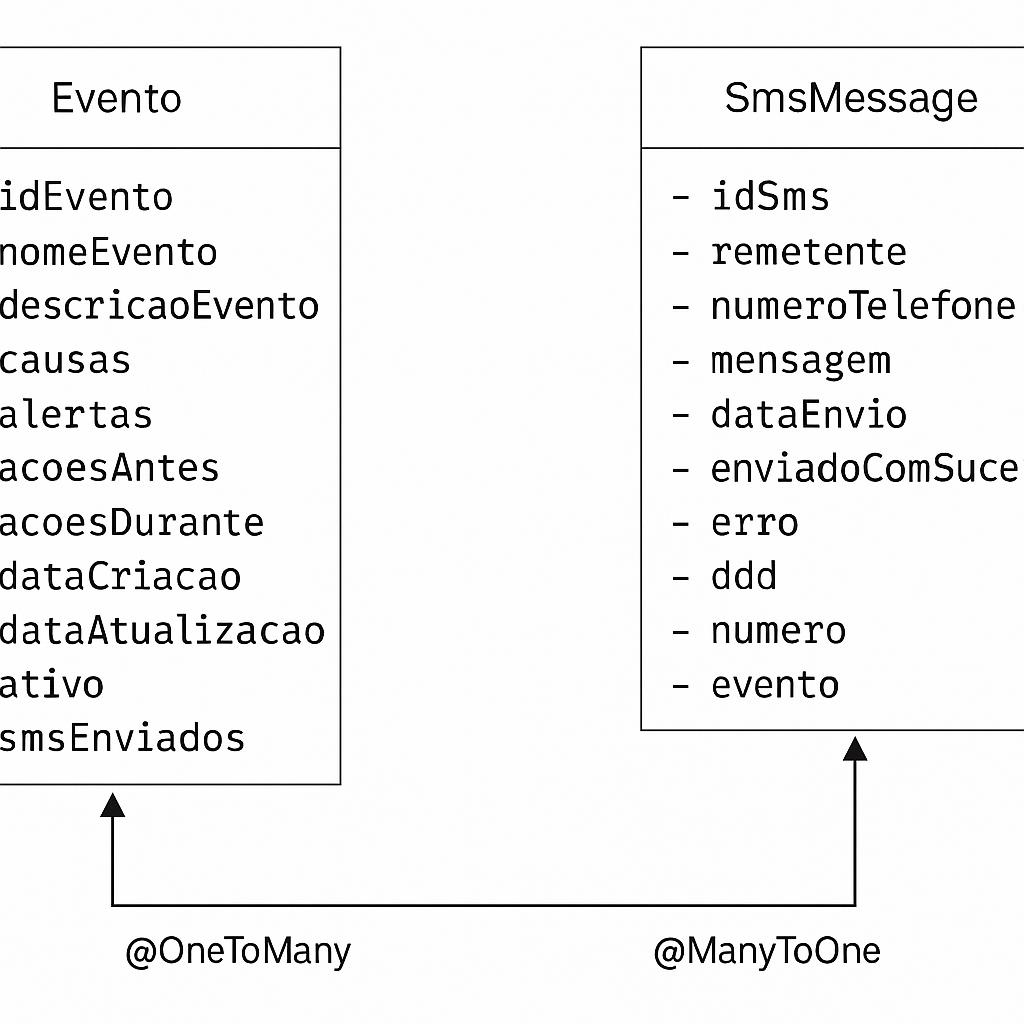 Evento
idEvento
nomeEvento
descricaoEvento
causas
alertas
acoesAntes
acoesDurante
dataCriacao
dataAtualizacao
ativo
smsEnviados
SmsMessage
- idSms
- remetente
- numeroTelefone
- mensagem
- dataEnvio
- enviadoComSuce
- erro
- ddd
- numero
- evento
@OneToMany
@ManyToOne